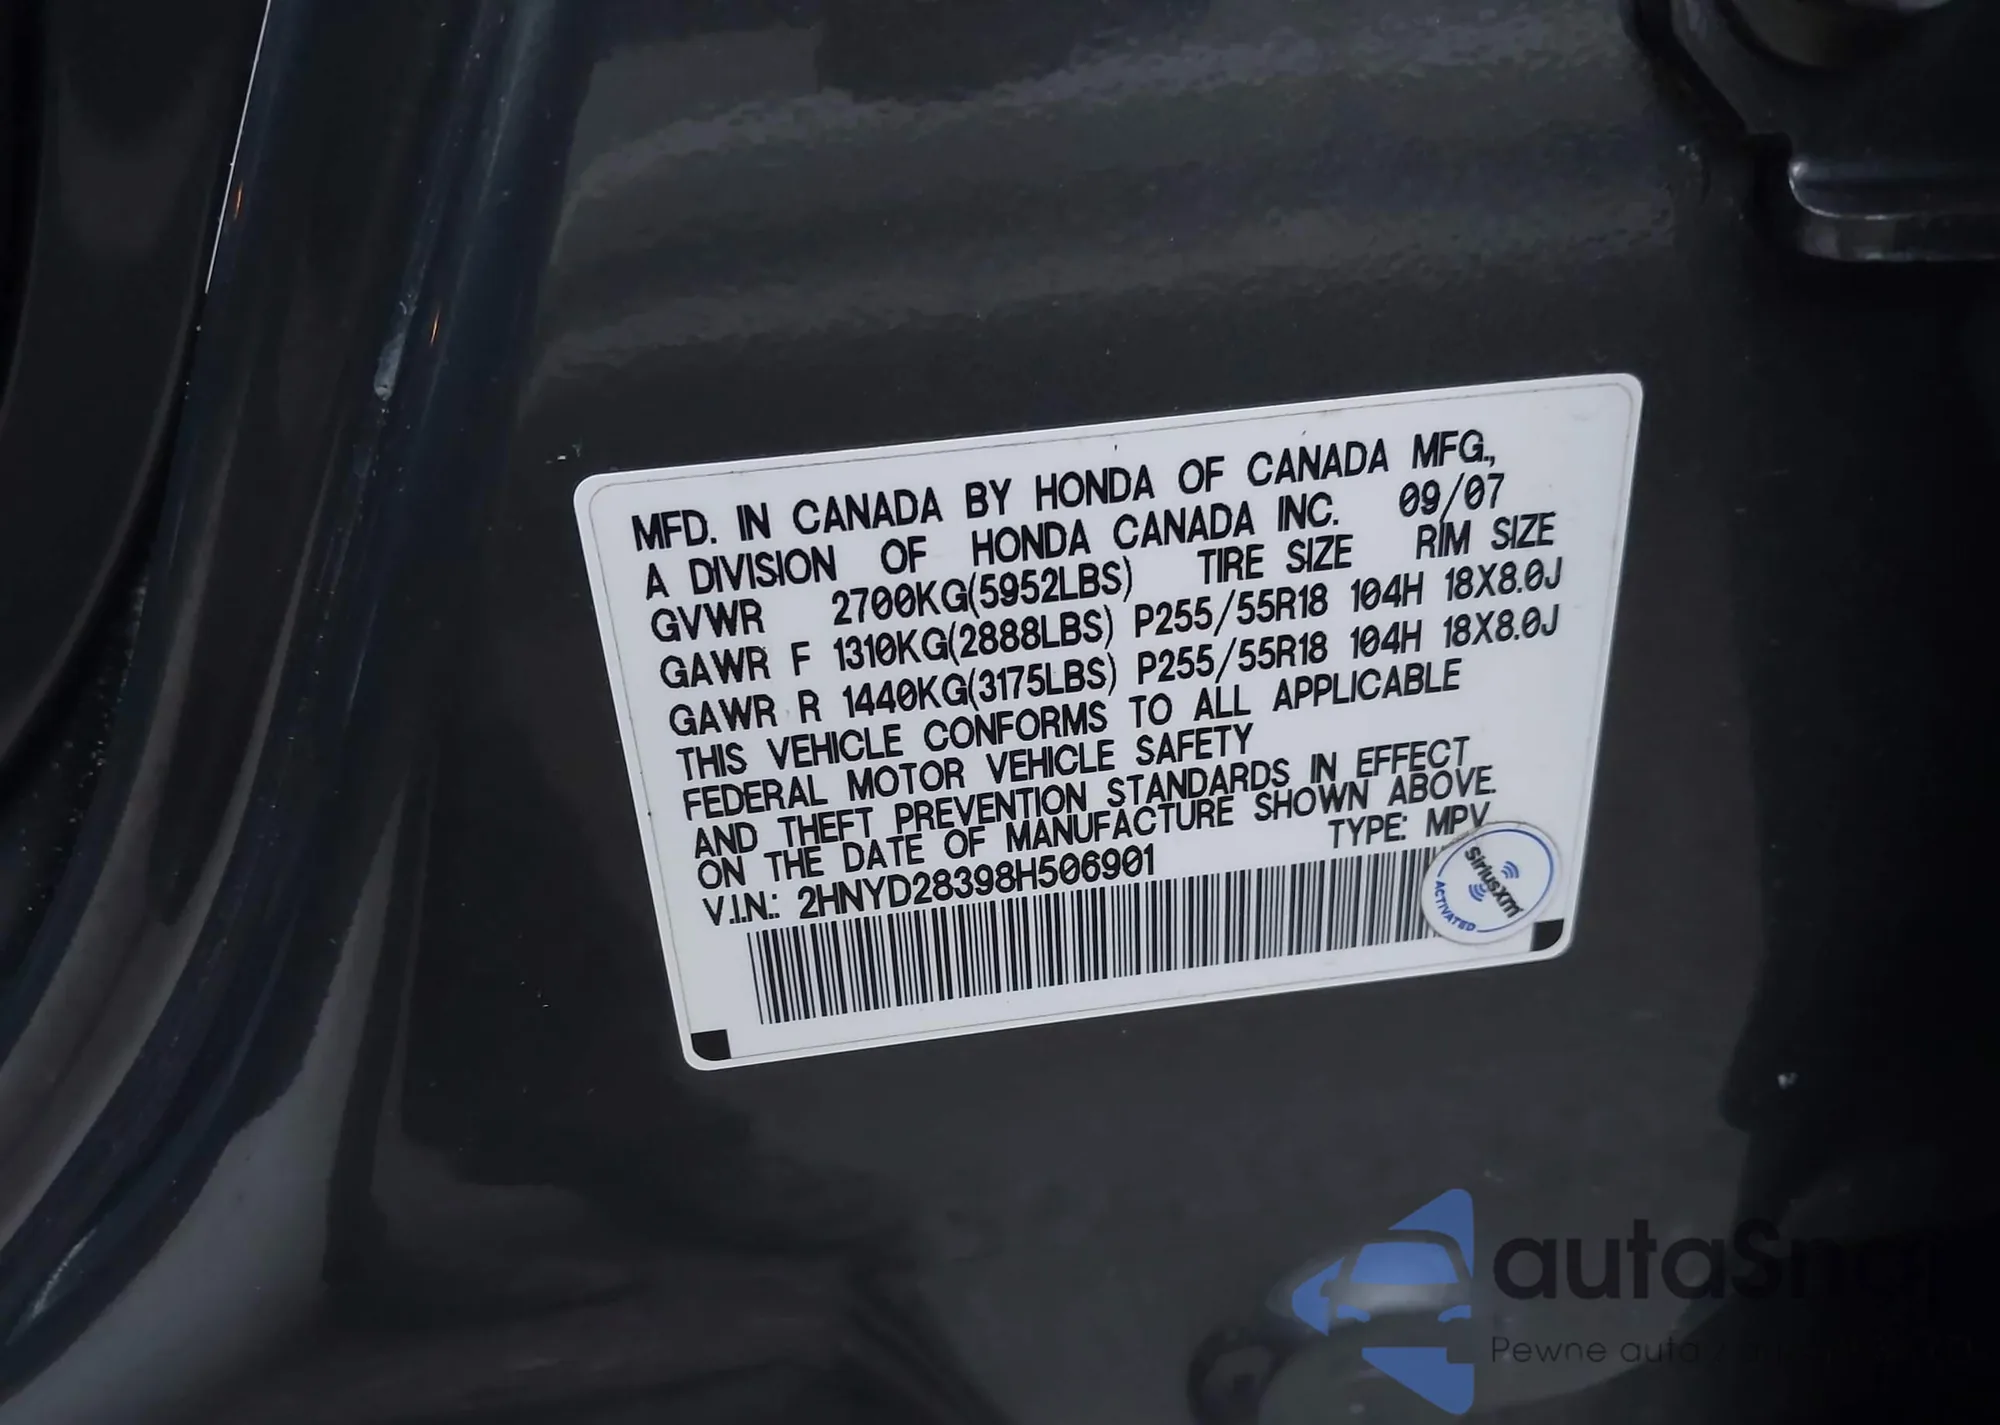 MFD. IN CANADA BY HONDA OF CANADA MFG.,
A DIVISION OF HONDA CANADA INC. 09/07
GVWR 2700KG(5952LBS) TIRE SIZE RIM SIZE
GAWR F 1310KG(2888LBS) P255/55R18 104H 18X8.0J
GAWR R 1440KG(3175LBS) P255/55R18 104H 18X8.0J
THIS VEHICLE CONFORMS TO ALL APPLICABLE
FEDERAL MOTOR VEHICLE SAFETY
AND THEFT PREVENTION STANDARDS IN EFFECT
ON THE DATE OF MANUFACTURE SHOWN ABOVE.
V.I.N.: 2HNYD28398H506901 TYPE: MPV
SiriusXM
ACTIVATED
Pewne auta